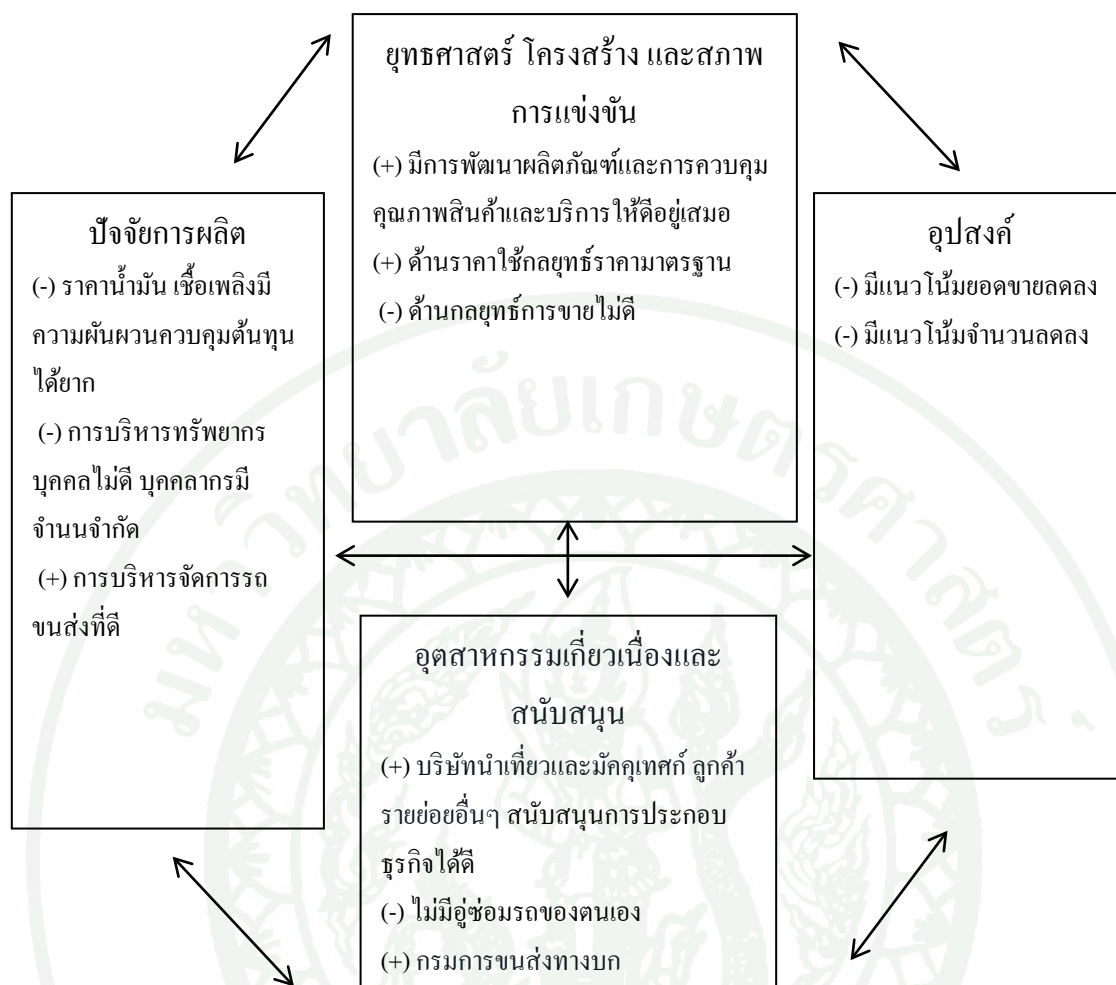 ยุทธศาสตร์ โครงสร้าง และสภาพ
การแข่งขัน
(+) มีการพัฒนาผลิตภัณฑ์และการควบคุม
คุณภาพสินค้าและบริการให้ดีอยู่เสมอ
(+) ด้านราคาใช้กลยุทธ์ราคามาตรฐาน
(-) ด้านกลยุทธ์การขายไม่ดี
ปัจจัยการผลิต
(-) ราคาน้ำมัน เชื้อเพลิงมี
ความผันผวนควบคุมต้นทุน
ได้ยาก
(-) การบริหารทรัพยากร
บุคคลไม่ดี บุคคลากรมี
จำนนจำกัด
(+) การบริหารจัดการรถ
ขนส่งที่ดี
อุปสงค์
(-) มีแนวโน้มยอดขายลดลง
(-) มีแนวโน้มจำนวนลดลง
อุตสาหกรรมเกี่ยวเนื่องและ
สนับสนุน
(+) บริษัทนำเที่ยวและมัคคุเทศก์ ลูกค้า
รายย่อยอื่นๆ สนับสนุนการประกอบ
ธุรกิจได้ดี
(-) ไม่มีอู่ซ่อมรถของตนเอง
(+) กรมการขนส่งทางบก
มหาวิทยาลัยเกษตรศาสตร์